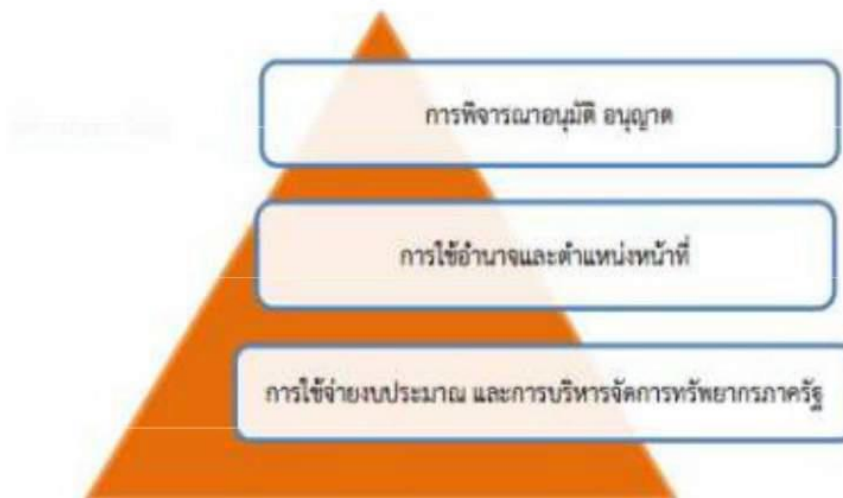 การพิจารณาอนุมัติ อนุญาต
การใช้อำนาจและตำแหน่งหน้าที่
การใช้จ่ายงบประมาณ และการบริหารจัดการทรัพยากรภาครัฐ